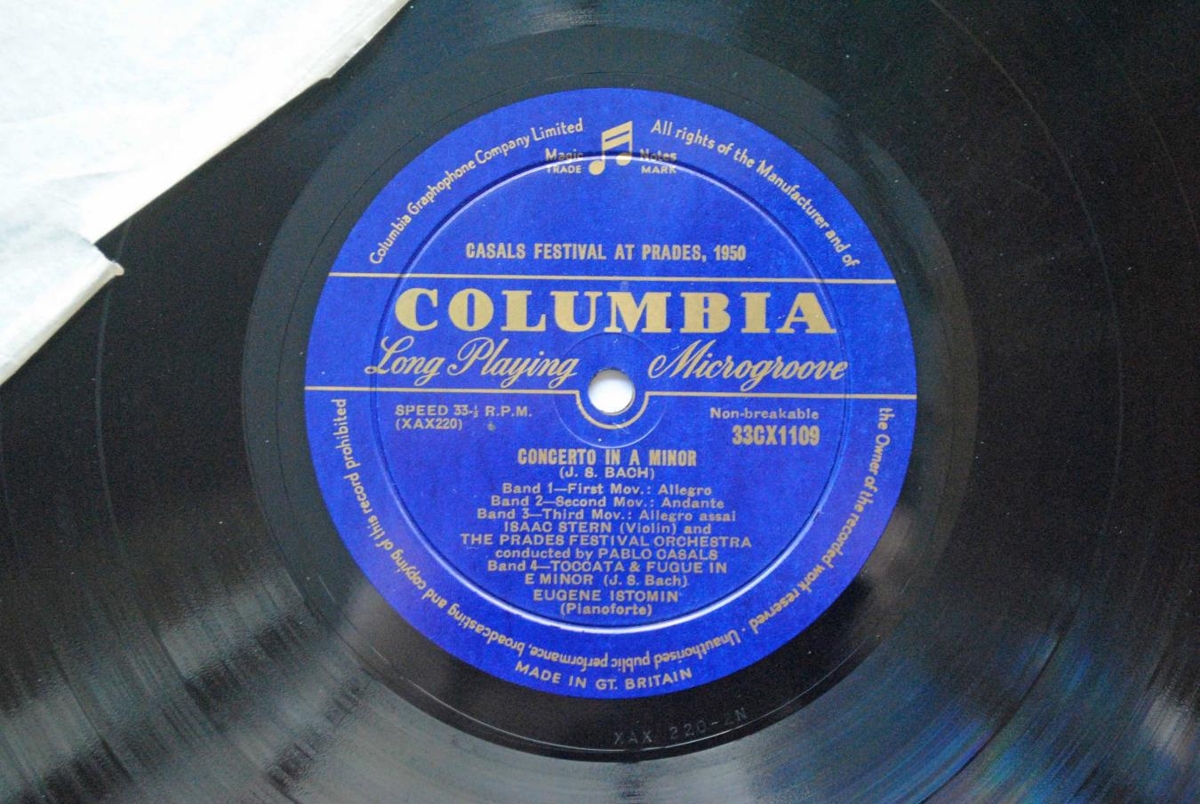 Columbia Graphophone Company Limited
Magic Notes
TRADE MARK
All rights of the Manufacturer and of
the Owner of the recorded work reserved · Unauthorised public performance, broadcasting and copying of this record prohibited
CASALS FESTIVAL AT PRADES, 1950
COLUMBIA
Long Playing Microgroove
SPEED 33⅓ R.P.M.
(XAX220)
Non-breakable
33CX1109
CONCERTO IN A MINOR
(J. S. BACH)
Band 1—First Mov.: Allegro
Band 2—Second Mov.: Andante
Band 3—Third Mov.: Allegro assai
ISAAC STERN (Violin) and
THE PRADES FESTIVAL ORCHESTRA
conducted by PABLO CASALS
Band 4—TOCCATA & FUGUE IN
E MINOR (J. S. Bach)
EUGENE ISTOMIN
(Pianoforte)
MADE IN GT. BRITAIN
XAX 220-2N